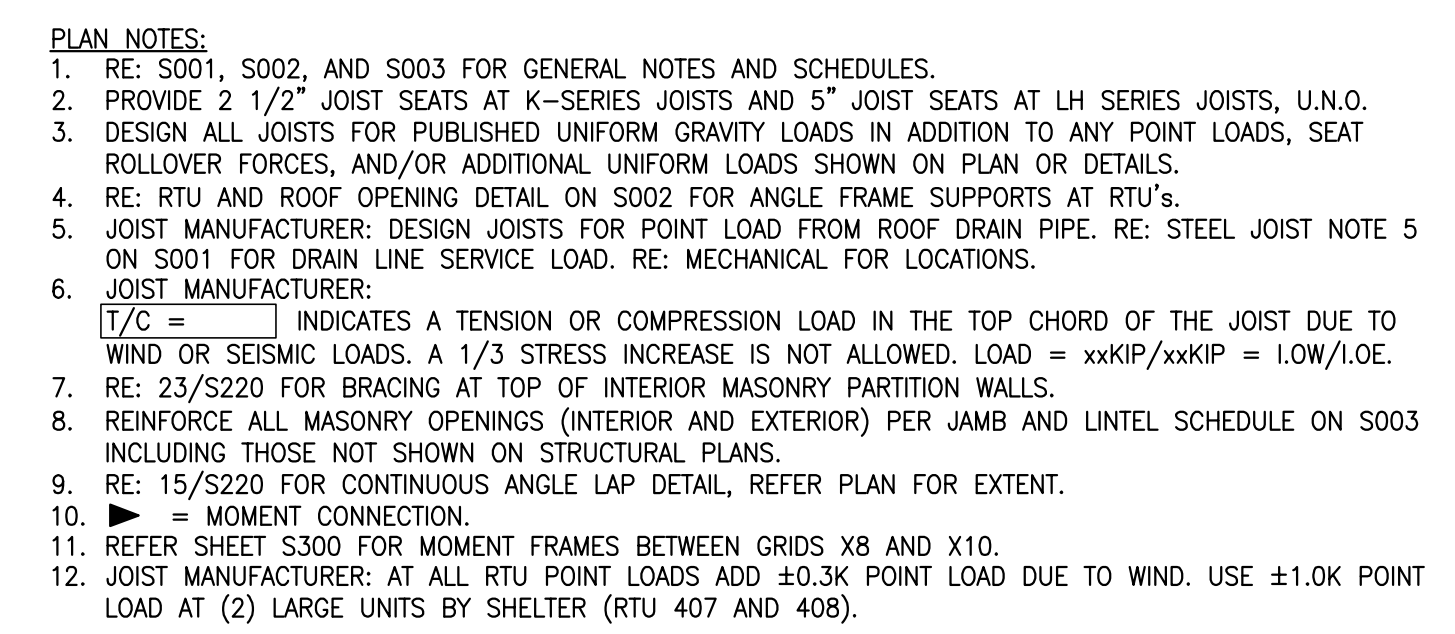 PLAN NOTES:
1. RE: S001, S002, AND S003 FOR GENERAL NOTES AND SCHEDULES.
2. PROVIDE 2 1/2" JOIST SEATS AT K-SERIES JOISTS AND 5" JOIST SEATS AT LH SERIES JOISTS, U.N.O.
3. DESIGN ALL JOISTS FOR PUBLISHED UNIFORM GRAVITY LOADS IN ADDITION TO ANY POINT LOADS, SEAT
ROLLOVER FORCES, AND/OR ADDITIONAL UNIFORM LOADS SHOWN ON PLAN OR DETAILS.
4. RE: RTU AND ROOF OPENING DETAIL ON S002 FOR ANGLE FRAME SUPPORTS AT RTU's.
5. JOIST MANUFACTURER: DESIGN JOISTS FOR POINT LOAD FROM ROOF DRAIN PIPE. RE: STEEL JOIST NOTE 5
ON S001 FOR DRAIN LINE SERVICE LOAD. RE: MECHANICAL FOR LOCATIONS.
6. JOIST MANUFACTURER:
T/C = INDICATES A TENSION OR COMPRESSION LOAD IN THE TOP CHORD OF THE JOIST DUE TO
WIND OR SEISMIC LOADS. A 1/3 STRESS INCREASE IS NOT ALLOWED. LOAD = xxKIP/xxKIP = I.OW/I.OE.
7. RE: 23/S220 FOR BRACING AT TOP OF INTERIOR MASONRY PARTITION WALLS.
8. REINFORCE ALL MASONRY OPENINGS (INTERIOR AND EXTERIOR) PER JAMB AND LINTEL SCHEDULE ON S003
INCLUDING THOSE NOT SHOWN ON STRUCTURAL PLANS.
9. RE: 15/S220 FOR CONTINUOUS ANGLE LAP DETAIL, REFER PLAN FOR EXTENT.
10. ▶ = MOMENT CONNECTION.
11. REFER SHEET S300 FOR MOMENT FRAMES BETWEEN GRIDS X8 AND X10.
12. JOIST MANUFACTURER: AT ALL RTU POINT LOADS ADD ±0.3K POINT LOAD DUE TO WIND. USE ±1.0K POINT
LOAD AT (2) LARGE UNITS BY SHELTER (RTU 407 AND 408).